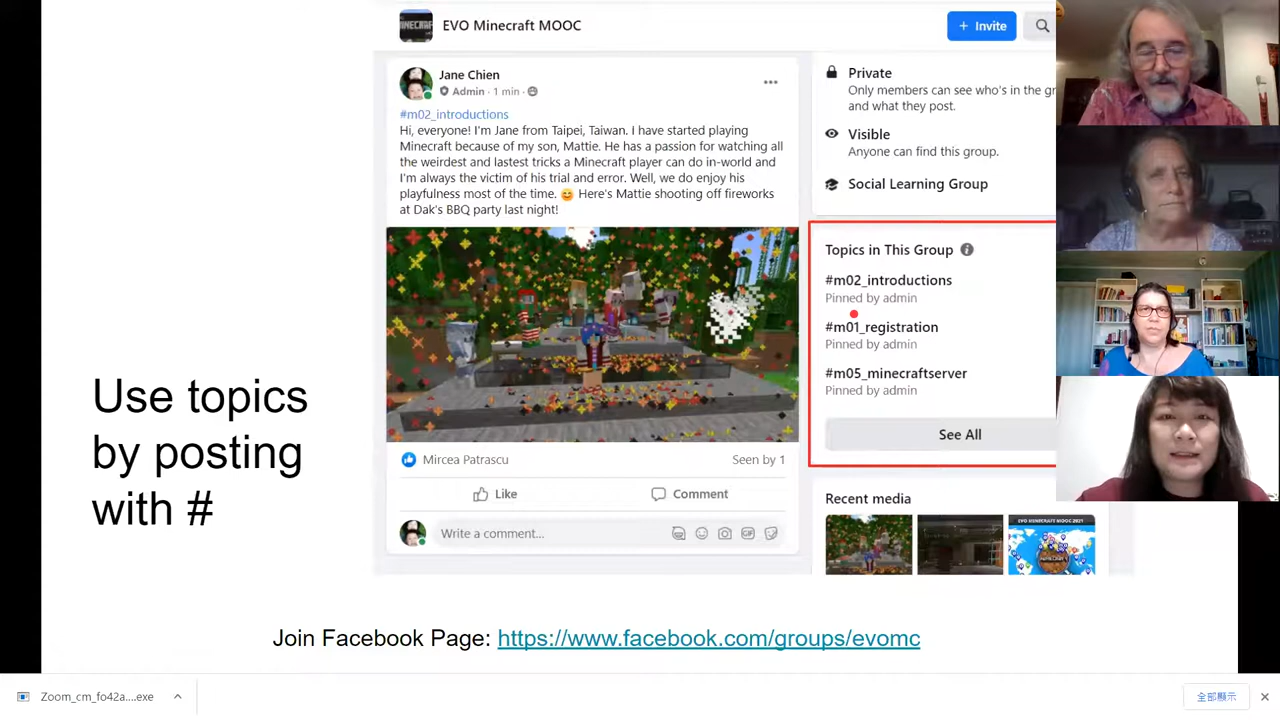 EVO Minecraft MOOC
+ Invite
Jane Chien
Admin · 1 min ·
#m02_introductions
Hi, everyone! I'm Jane from Taipei, Taiwan. I have started playing
Minecraft because of my son, Mattie. He has a passion for watching all
the weirdest and lastest tricks a Minecraft player can do in-world and
I'm always the victim of his trial and error. Well, we do enjoy his
playfulness most of the time. 😊 Here's Mattie shooting off fireworks
at Dak's BBQ party last night!
Mircea Patrascu
Seen by 1
Like
Comment
Write a comment...
GIF
Private
Only members can see who's in the
and what they post.
Visible
Anyone can find this group.
Social Learning Group
Topics in This Group
#m02_introductions
Pinned by admin
#m01_registration
Pinned by admin
#m05_minecraftserver
Pinned by admin
See All
Recent media
EVO MINECRAFT MOOC 2021
Use topics
by posting
with #
Join Facebook Page: https://www.facebook.com/groups/evomc
Zoom_cm_fo42a....exe
全部顯示